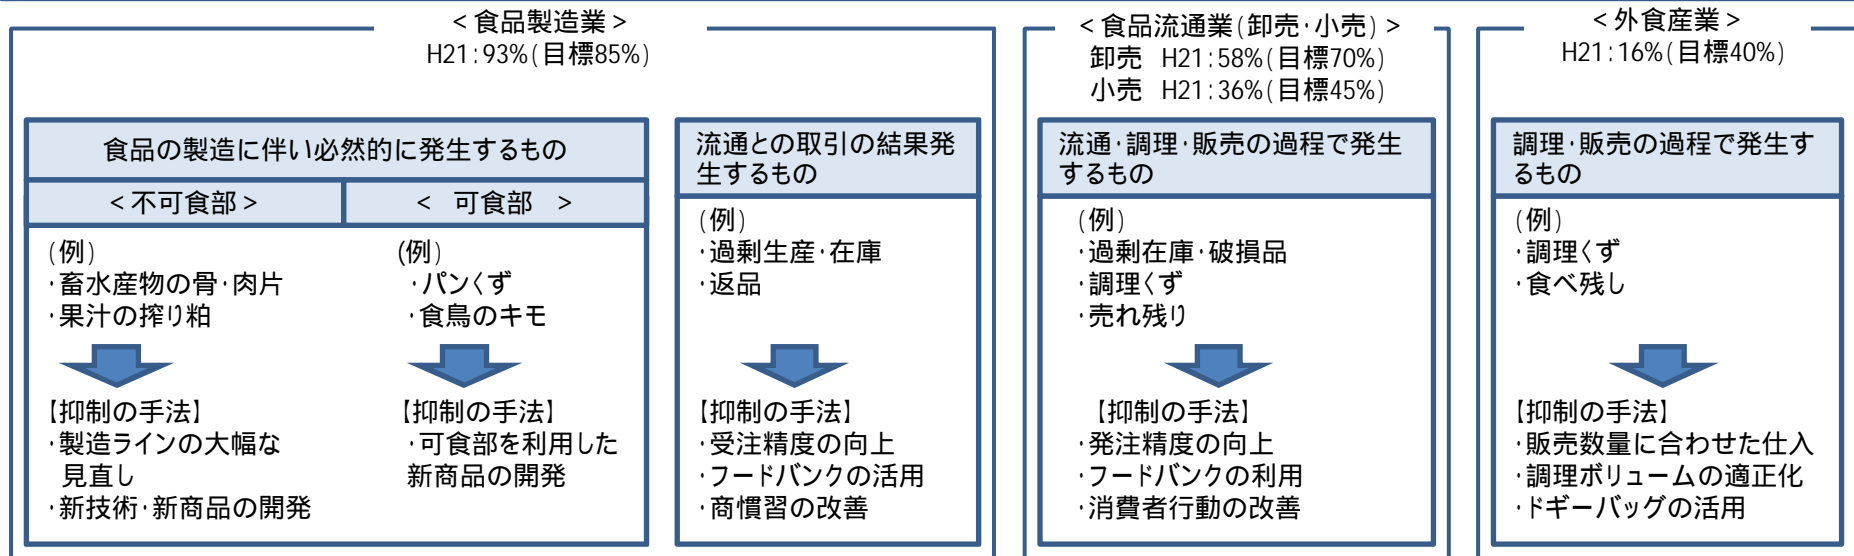 <食品製造業>
H21:93%(目標85%)
食品の製造に伴い必然的に発生するもの
<不可食部>
< 可食部 >
(例)
・畜水産物の骨・肉片
・果汁の搾り粕
【抑制の手法】
・製造ラインの大幅な
見直し
・新技術・新商品の開発
(例)
・パンくず
・食鳥のキモ
【抑制の手法】
・可食部を利用した
新商品の開発
流通との取引の結果発
生するもの
(例)
・過剰生産・在庫
・返品
【抑制の手法】
・受注精度の向上
・フードバンクの活用
・商慣習の改善
<食品流通業(卸売・小売)>
卸売 H21:58%(目標70%)
小売 H21:36%(目標45%)
流通・調理・販売の過程で発生
するもの
(例)
・過剰在庫・破損品
・調理くず
・売れ残り
【抑制の手法】
・発注精度の向上
・フードバンクの利用
・消費者行動の改善
<外食産業>
H21:16%(目標40%)
調理・販売の過程で発生す
るもの
(例)
・調理くず
・食べ残し
【抑制の手法】
・販売数量に合わせた仕入
・調理ボリュームの適正化
・ドギーバッグの活用